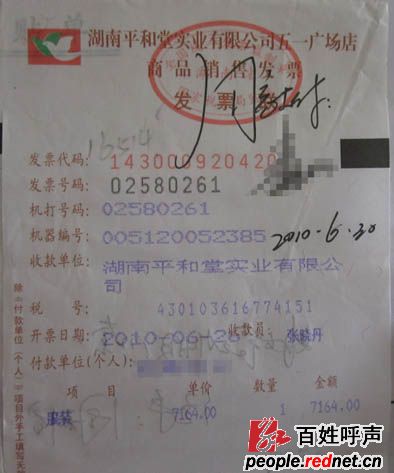 湖南平和堂实业有限公司五一广场店
商品销售发票
发票
发票代码: 143000920420
发票号码: 02580261
机打号码: 02580261
机器编号: 005120052385
2010-6-30
收款单位: 湖南平和堂实业有限公
司
税 号: 430103616774151
开票日期: 2010-06-26 收款员: 张晓丹
付款单位(个人):
项目 单价 数量 金额
服装 7164.00 1 7164.00
除“付款单位(个人)”项目外手工填写无
红 百姓呼声
people.rednet.cn